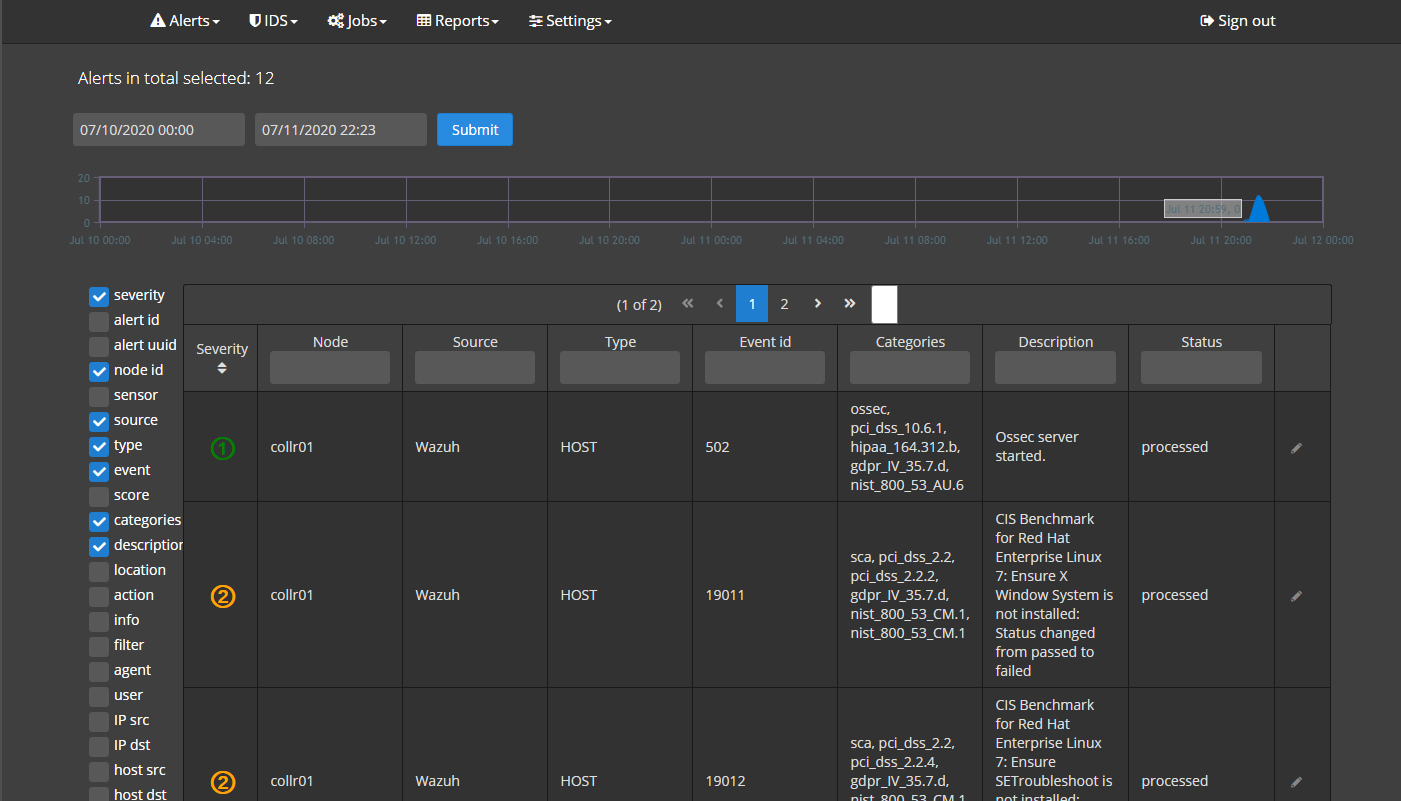 Alerts IDS Jobs Reports Settings Sign out
Alerts in total selected: 12
07/10/2020 00:00 07/11/2020 22:23 Submit
20
10
0
Jul 11 20:59, 0
Jul 10 00:00 Jul 10 04:00 Jul 10 08:00 Jul 10 12:00 Jul 10 16:00 Jul 10 20:00 Jul 11 00:00 Jul 11 04:00 Jul 11 08:00 Jul 11 12:00 Jul 11 16:00 Jul 11 20:00 Jul 12 00:00
severity
alert id
alert uuid
node id
sensor
source
type
event
score
categories
description
location
action
info
filter
agent
user
IP src
IP dst
host src
host dst
(1 of 2) « ‹ 1 2 › »
Severity Node Source Type Event id Categories Description Status
1 collr01 Wazuh HOST 502
ossec,
pci_dss_10.6.1,
hipaa_164.312.b,
gdpr_IV_35.7.d,
nist_800_53_AU.6
Ossec server
started.
processed
2 collr01 Wazuh HOST 19011
sca, pci_dss_2.2,
pci_dss_2.2.2,
gdpr_IV_35.7.d,
nist_800_53_CM.1,
nist_800_53_CM.1
CIS Benchmark
for Red Hat
Enterprise Linux
7: Ensure X
Window System is
not installed:
Status changed
from passed to
failed
processed
2 collr01 Wazuh HOST 19012
sca, pci_dss_2.2,
pci_dss_2.2.4,
gdpr_IV_35.7.d,
nist_800_53_CM.1
CIS Benchmark
for Red Hat
Enterprise Linux
7: Ensure
SETroubleshoot is
not installed:
processed